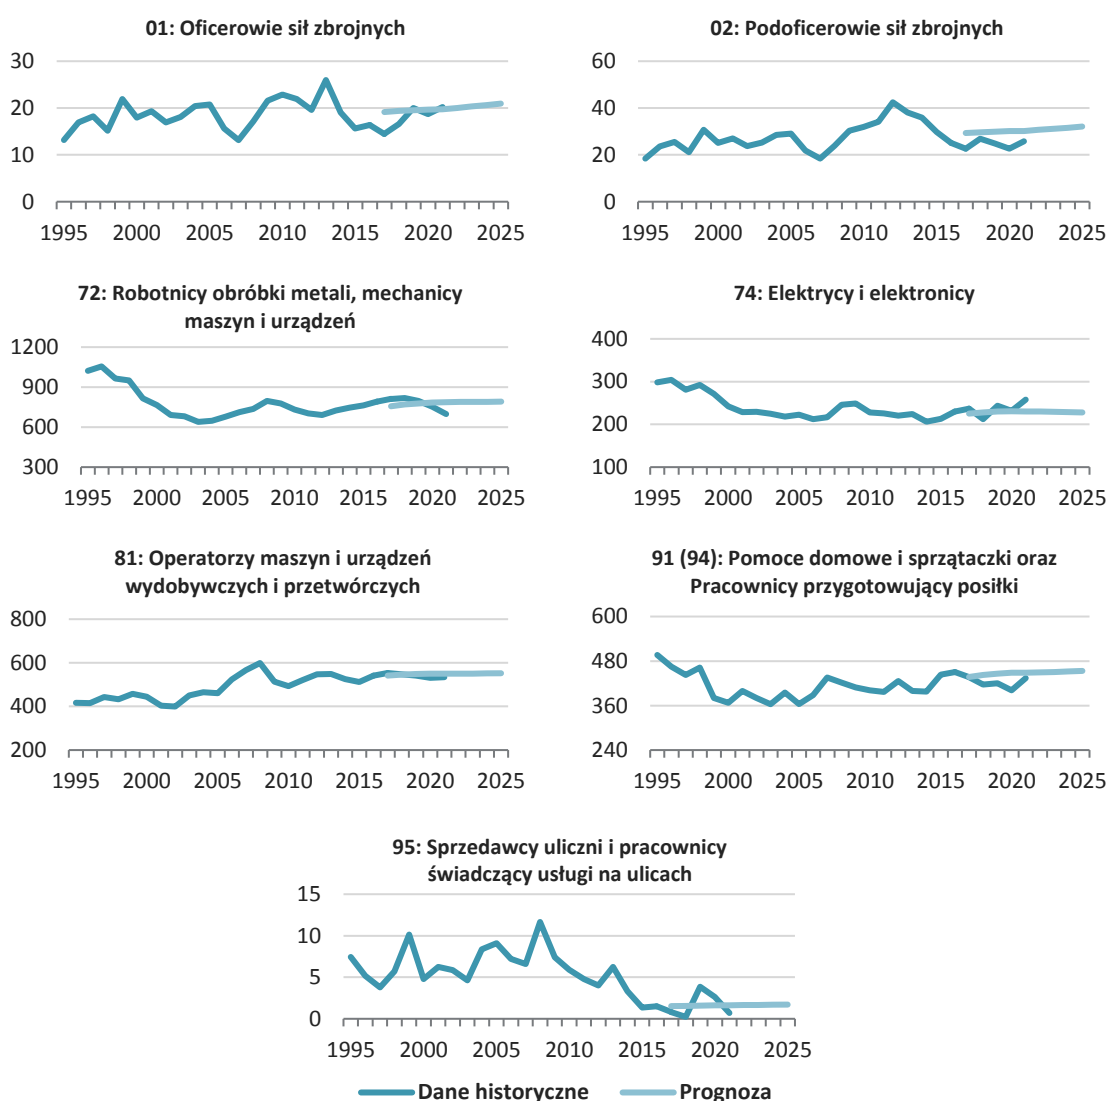 01: Oficerowie sił zbrojnych
30
20
10
0
1995 2000 2005 2010 2015 2020 2025
02: Podoficerowie sił zbrojnych
60
40
20
0
1995 2000 2005 2010 2015 2020 2025
72: Robotnicy obróbki metali, mechanicy
maszyn i urządzeń
1200
900
600
300
1995 2000 2005 2010 2015 2020 2025
74: Elektrycy i elektronicy
400
300
200
100
1995 2000 2005 2010 2015 2020 2025
81: Operatorzy maszyn i urządzeń
wydobywczych i przetwórczych
800
600
400
200
1995 2000 2005 2010 2015 2020 2025
91 (94): Pomoce domowe i sprzątaczki oraz
Pracownicy przygotowujący posiłki
600
480
360
240
1995 2000 2005 2010 2015 2020 2025
95: Sprzedawcy uliczni i pracownicy
świadczący usługi na ulicach
15
10
5
0
1995 2000 2005 2010 2015 2020 2025
Dane historyczne Prognoza